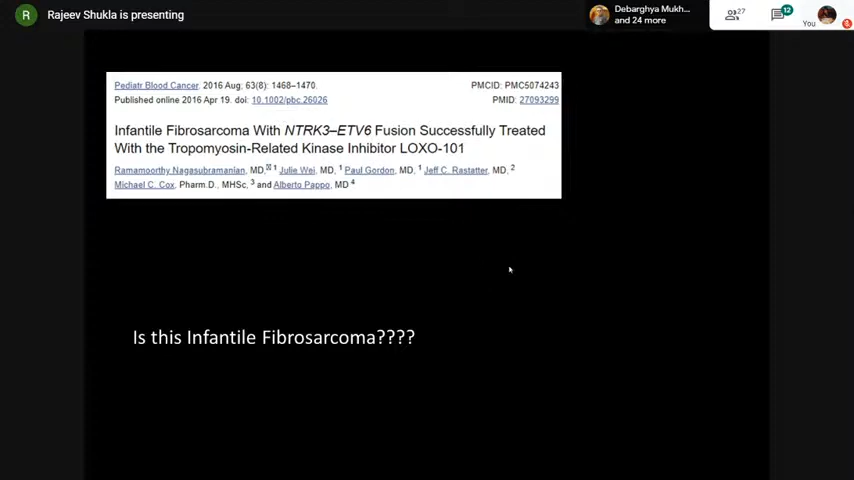 R Rajeev Shukla is presenting
Debarghya Mukh...
and 24 more
27
12
You
Pediatr Blood Cancer. 2016 Aug; 63(8): 1468–1470.
PMCID: PMC5074243
Published online 2016 Apr 19. doi: 10.1002/pbc.26026
PMID: 27093299
Infantile Fibrosarcoma With NTRK3–ETV6 Fusion Successfully Treated
With the Tropomyosin-Related Kinase Inhibitor LOXO-101
Ramamoorthy Nagasubramanian, MD,✉ 1 Julie Wei, MD, 1 Paul Gordon, MD, 1 Jeff C. Rastatter, MD, 2
Michael C. Cox, Pharm.D., MHSc, 3 and Alberto Pappo, MD 4
Is this Infantile Fibrosarcoma????